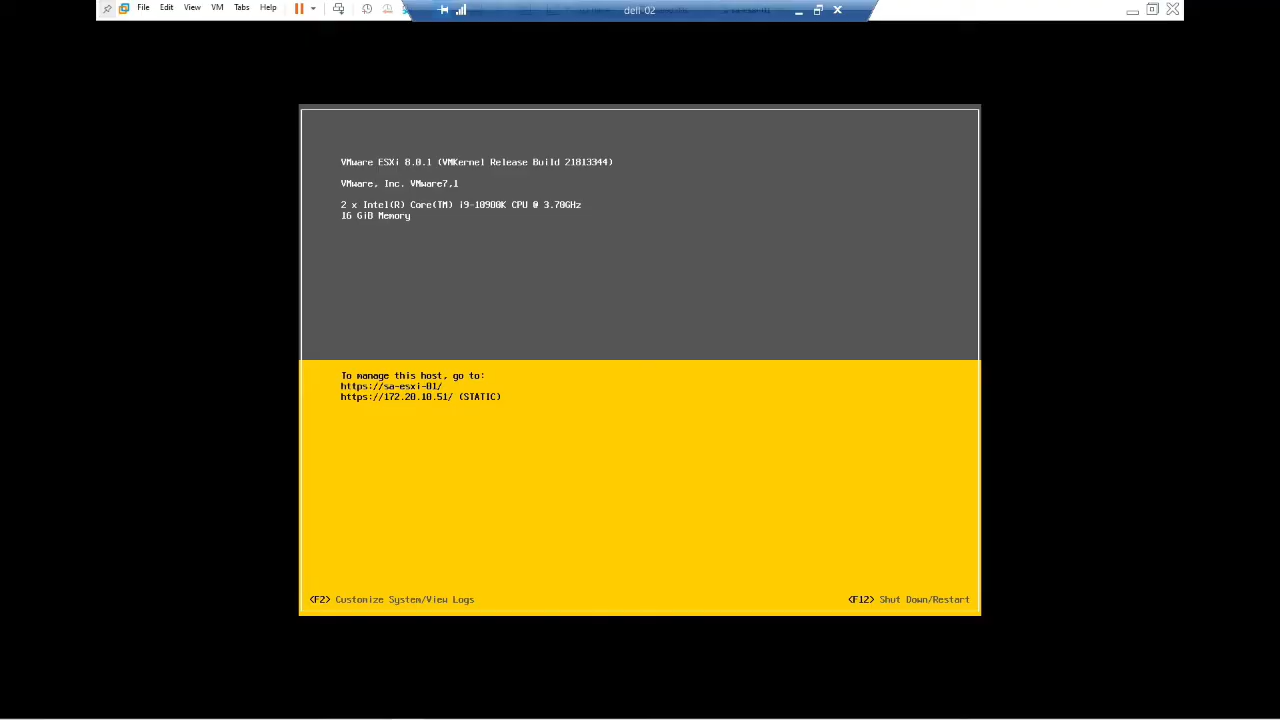 File Edit View VM Tabs Help
dell-02
VMware ESXi 8.0.1 (VMKernel Release Build 21813344)
VMware, Inc. VMware7,1
2 x Intel(R) Core(TM) i9-10900K CPU @ 3.70GHz
16 GiB Memory
To manage this host, go to:
https://sa-esxi-01/
https://172.20.10.51/ (STATIC)
<F2> Customize System/View Logs
<F12> Shut Down/Restart